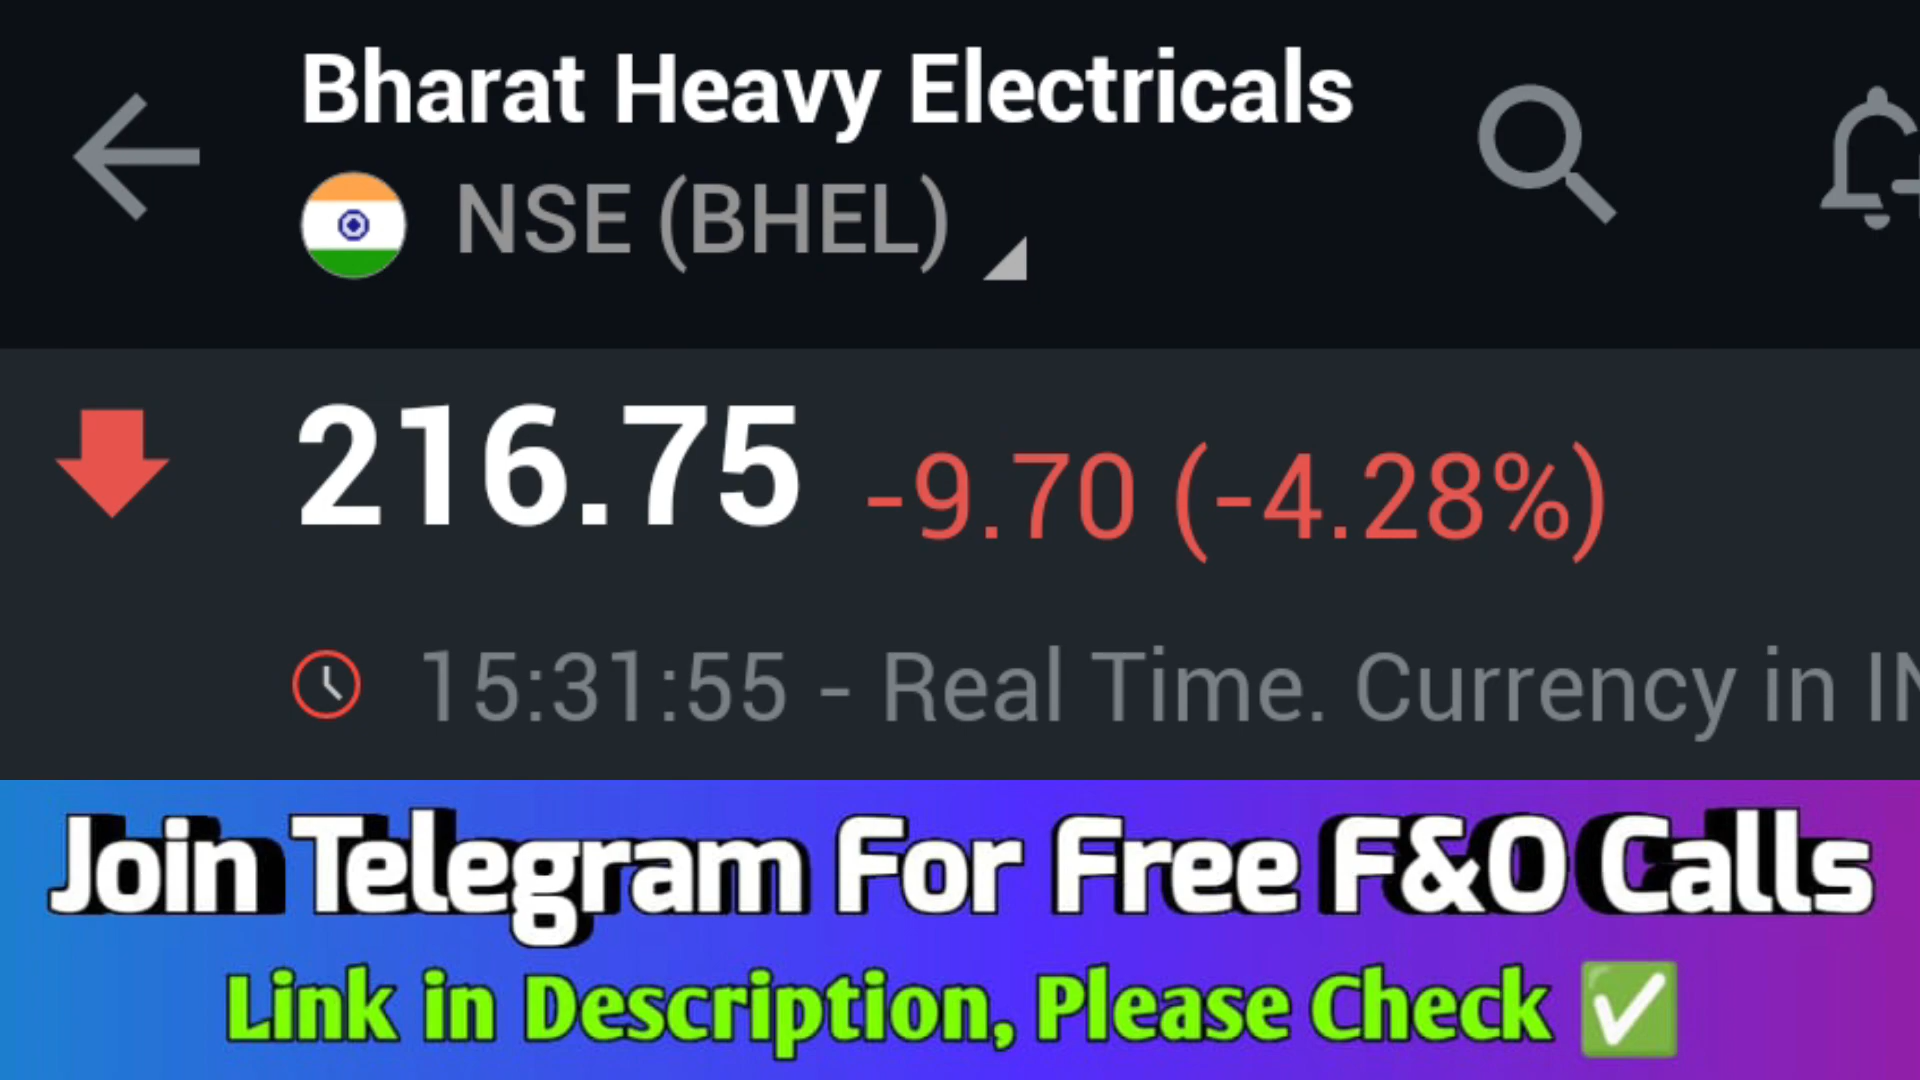 Bharat Heavy Electricals
NSE (BHEL)
216.75 -9.70 (-4.28%)
15:31:55 - Real Time. Currency in IN
Join Telegram For Free F&O Calls
Link in Description, Please Check ✅